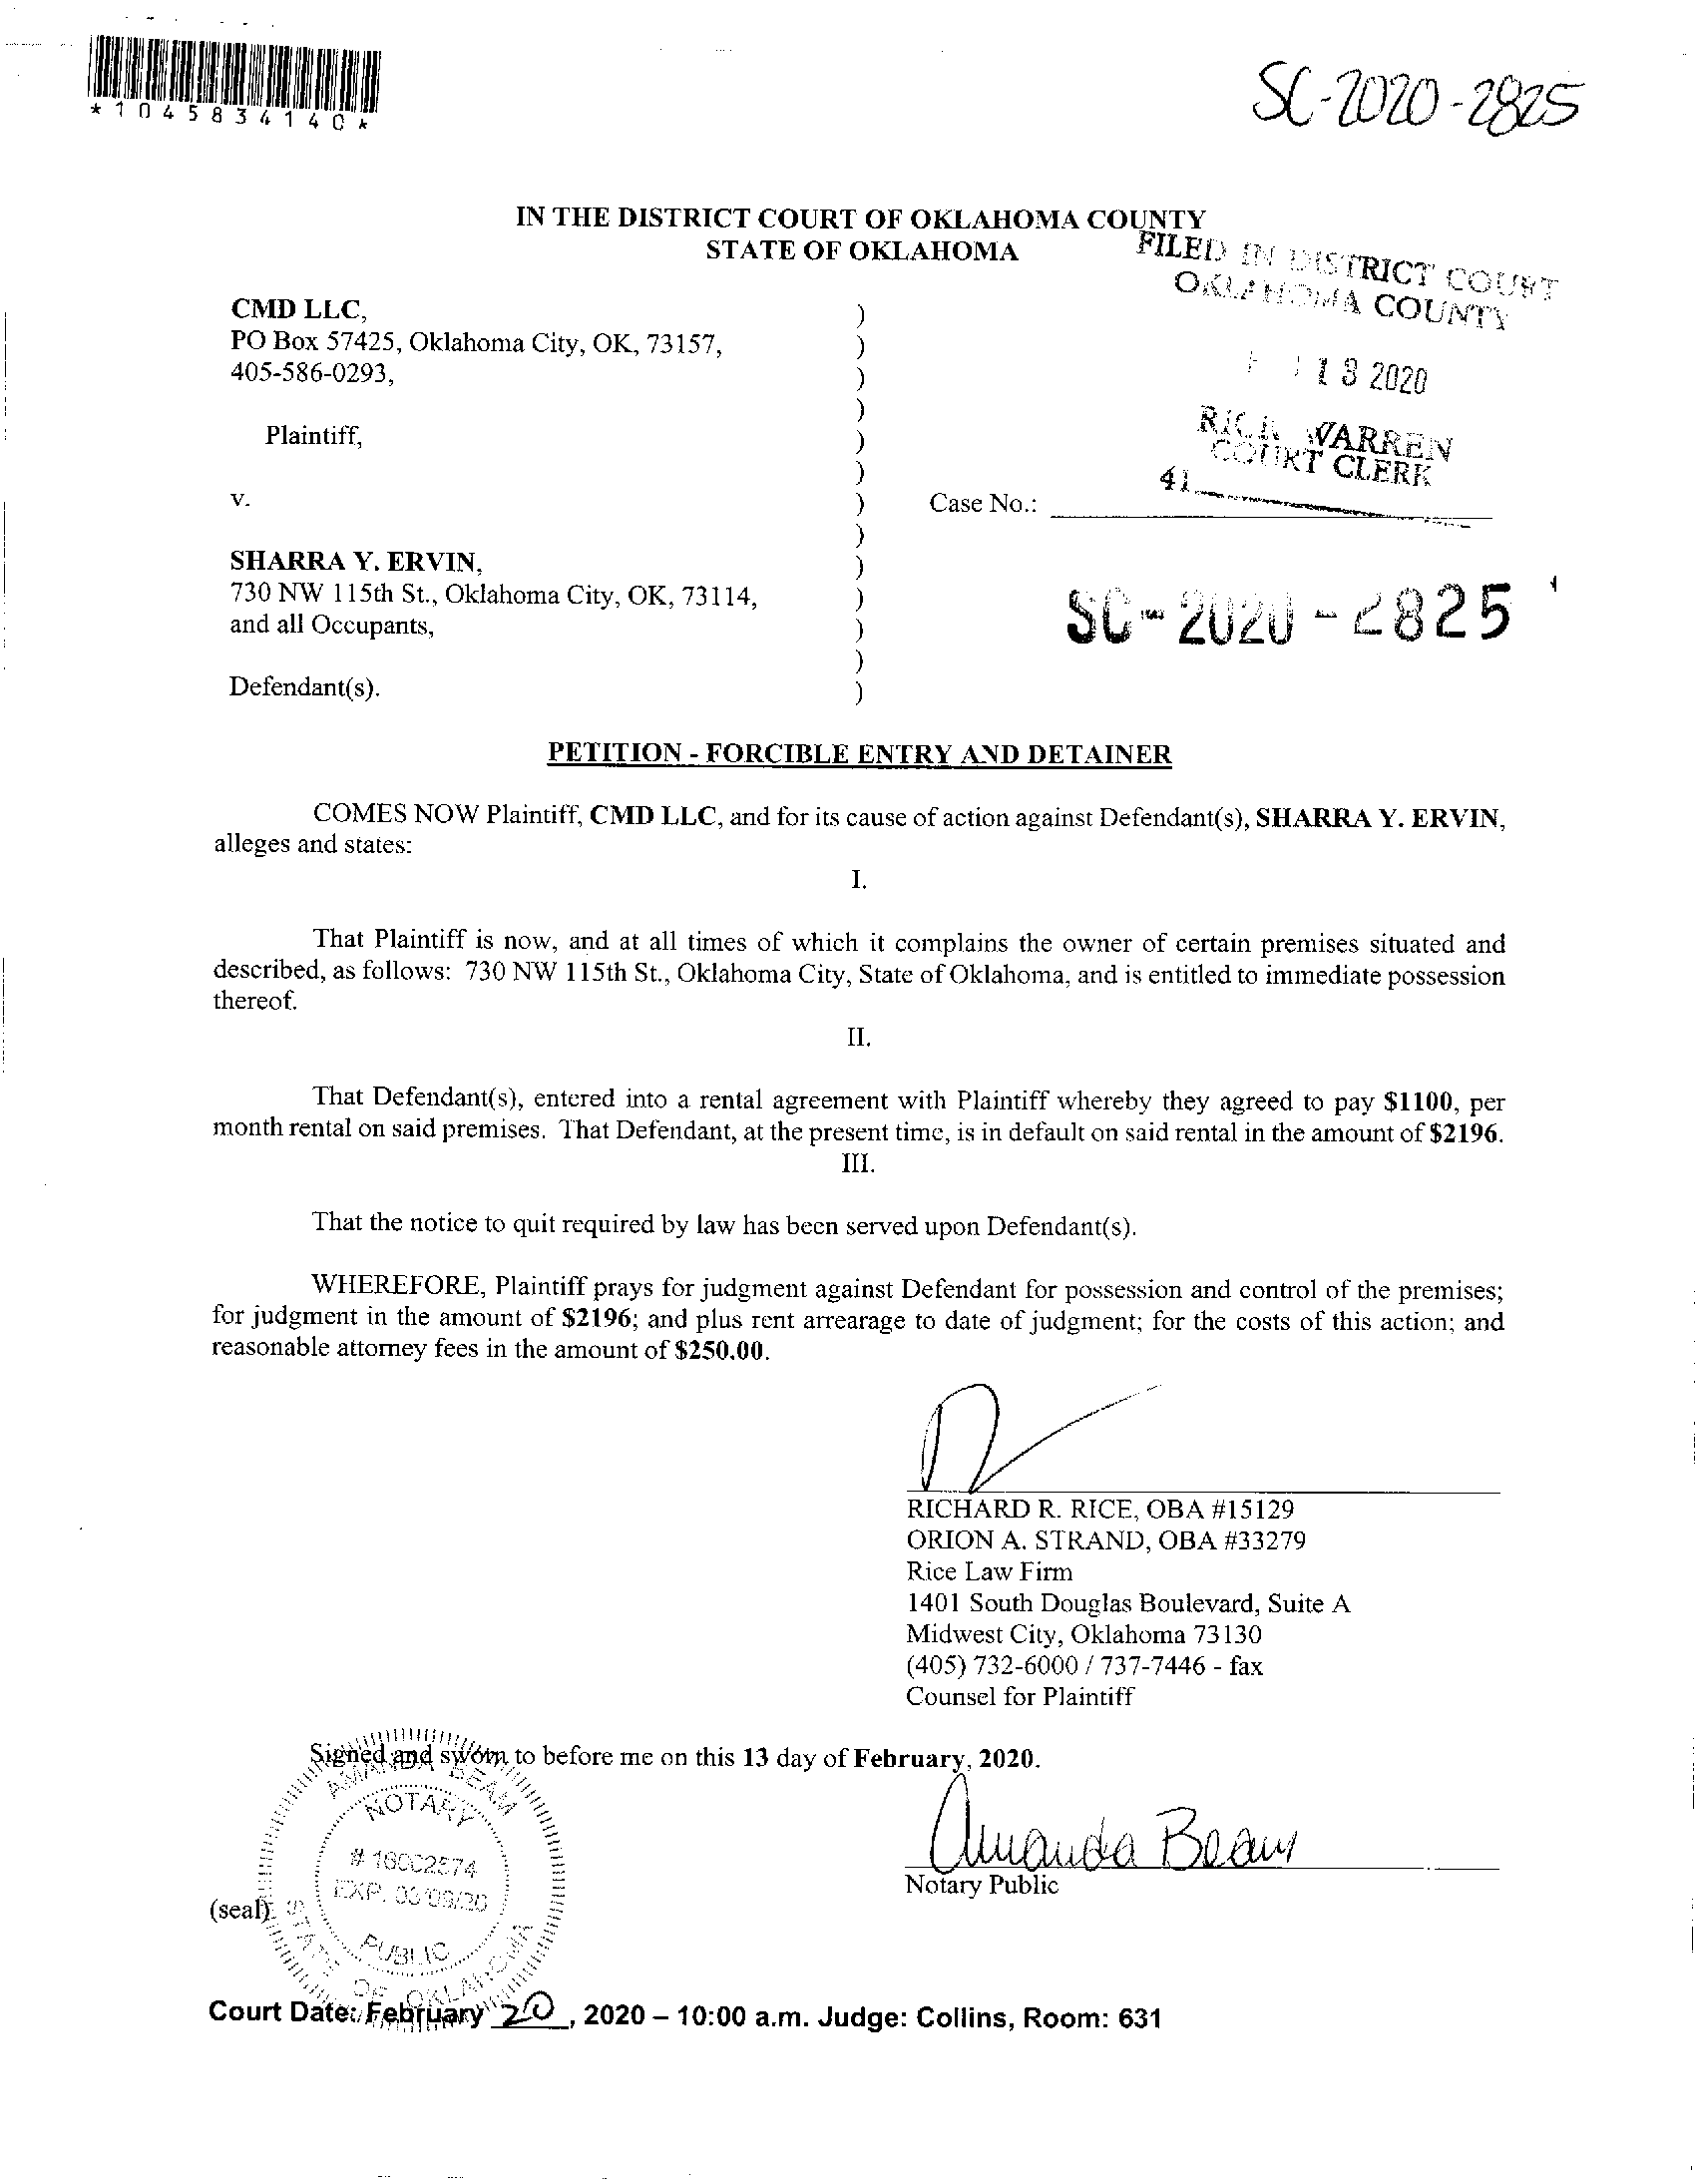 *1045834140*
SC-2020-2825
IN THE DISTRICT COURT OF OKLAHOMA COUNTY
STATE OF OKLAHOMA
FILED IN DISTRICT COURT
OKLAHOMA COUNTY
CMD LLC,
PO Box 57425, Oklahoma City, OK, 73157,
405-586-0293,
2020
RICK WARREN
COURT CLERK
41
Plaintiff,
v.
Case No.:
SHARRA Y. ERVIN,
730 NW 115th St., Oklahoma City, OK, 73114,
and all Occupants,
SC-2020-2825
Defendant(s).
PETITION - FORCIBLE ENTRY AND DETAINER
COMES NOW Plaintiff, CMD LLC, and for its cause of action against Defendant(s), SHARRA Y. ERVIN,
alleges and states:
I.
That Plaintiff is now, and at all times of which it complains the owner of certain premises situated and
described, as follows: 730 NW 115th St., Oklahoma City, State of Oklahoma, and is entitled to immediate possession
thereof.
II.
That Defendant(s), entered into a rental agreement with Plaintiff whereby they agreed to pay $1100, per
month rental on said premises. That Defendant, at the present time, is in default on said rental in the amount of $2196.
III.
That the notice to quit required by law has been served upon Defendant(s).
WHEREFORE, Plaintiff prays for judgment against Defendant for possession and control of the premises;
for judgment in the amount of $2196; and plus rent arrearage to date of judgment; for the costs of this action; and
reasonable attorney fees in the amount of $250.00.
RICHARD R. RICE, OBA #15129
ORION A. STRAND, OBA #33279
Rice Law Firm
1401 South Douglas Boulevard, Suite A
Midwest City, Oklahoma 73130
(405) 732-6000 / 737-7446 - fax
Counsel for Plaintiff
Signed and sworn to before me on this 13 day of February, 2020.
AMANDA BEAM
NOTARY
# 16002574
EXP. 03/09/20
PUBLIC
STATE OF OKLAHOMA
Amanda Beam
Notary Public
(seal)
Court Date: February 20, 2020 – 10:00 a.m. Judge: Collins, Room: 631